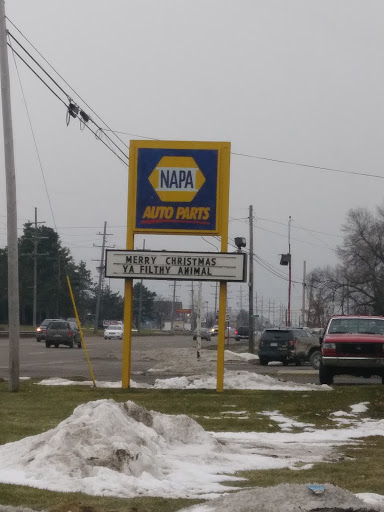 NAPA
AUTO PARTS
MERRY CHRISTMAS
YA FILTHY ANIMAL